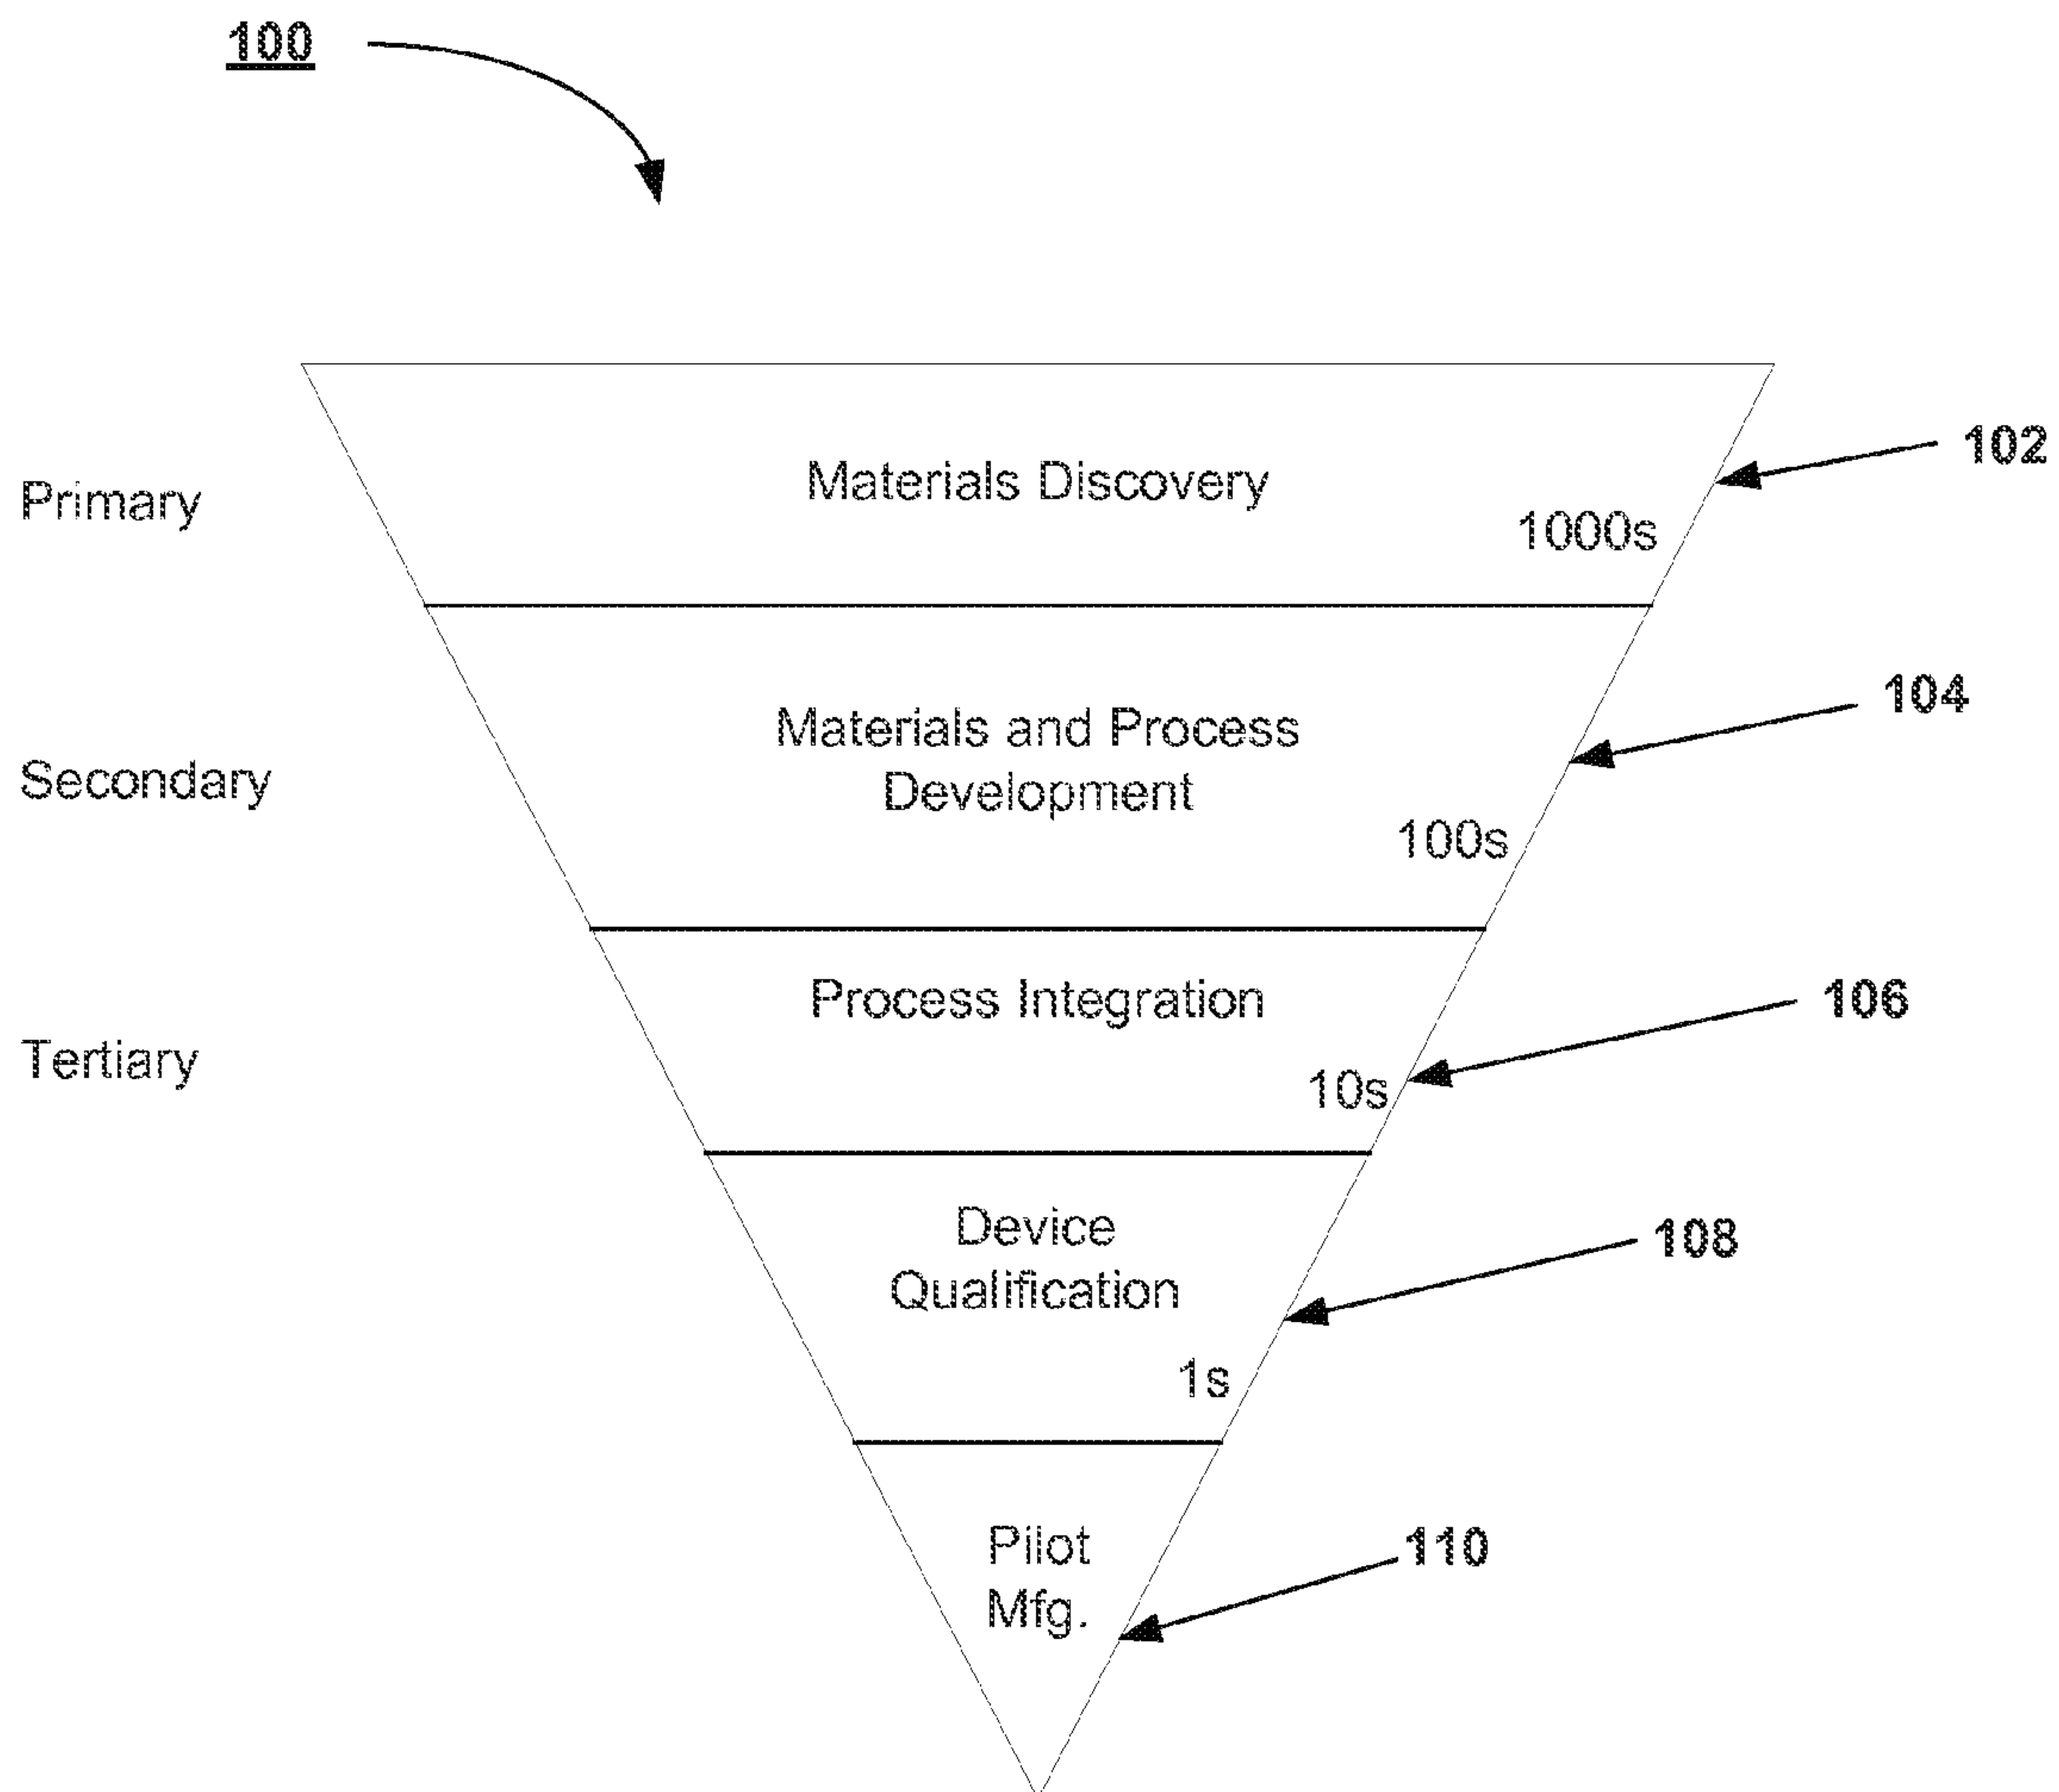 100
102
Primary
Materials Discovery
1000s
104
Secondary
Materials and Process
Development
100s
106
Tertiary
Process Integration
10s
108
Device
Qualification
1s
110
Pilot
Mfg.